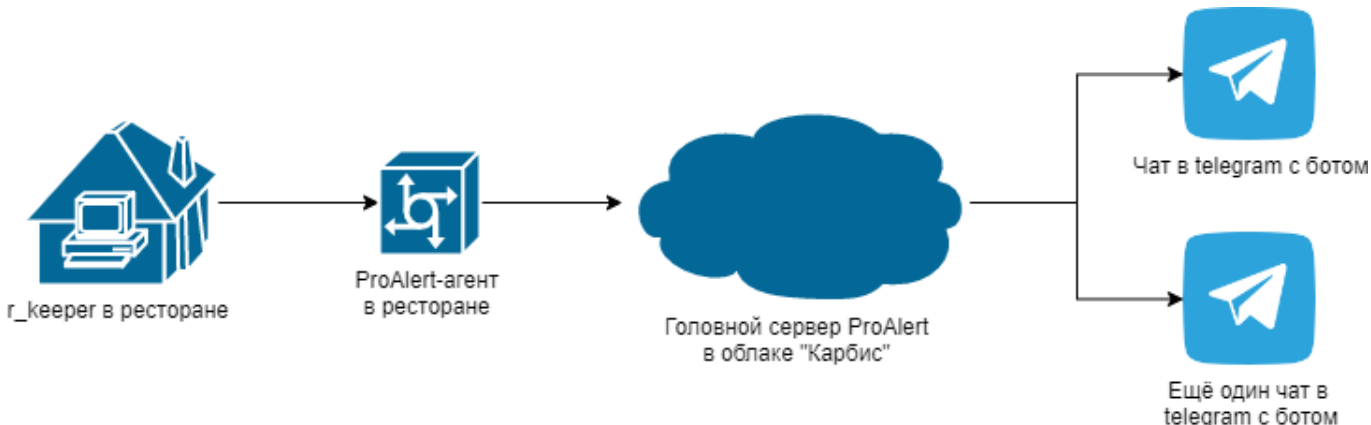 r_keeper в ресторане
ProAlert-агент
в ресторане
Головной сервер ProAlert
в облаке "Карбис"
Чат в telegram с ботом
Ещё один чат в
telegram с ботом